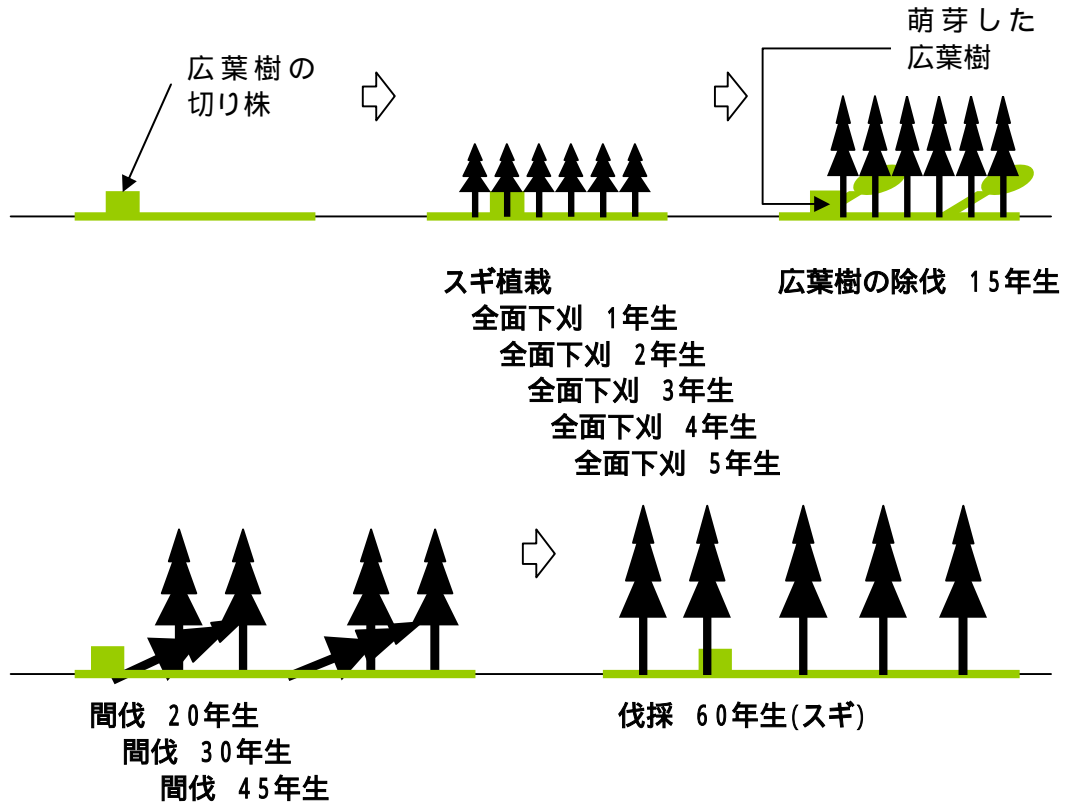 広葉樹の
切り株
萌芽した
広葉樹
スギ植栽
全面下刈 1年生
全面下刈 2年生
全面下刈 3年生
全面下刈 4年生
全面下刈 5年生
広葉樹の除伐 15年生
間伐 20年生
間伐 30年生
間伐 45年生
伐採 60年生(スギ)